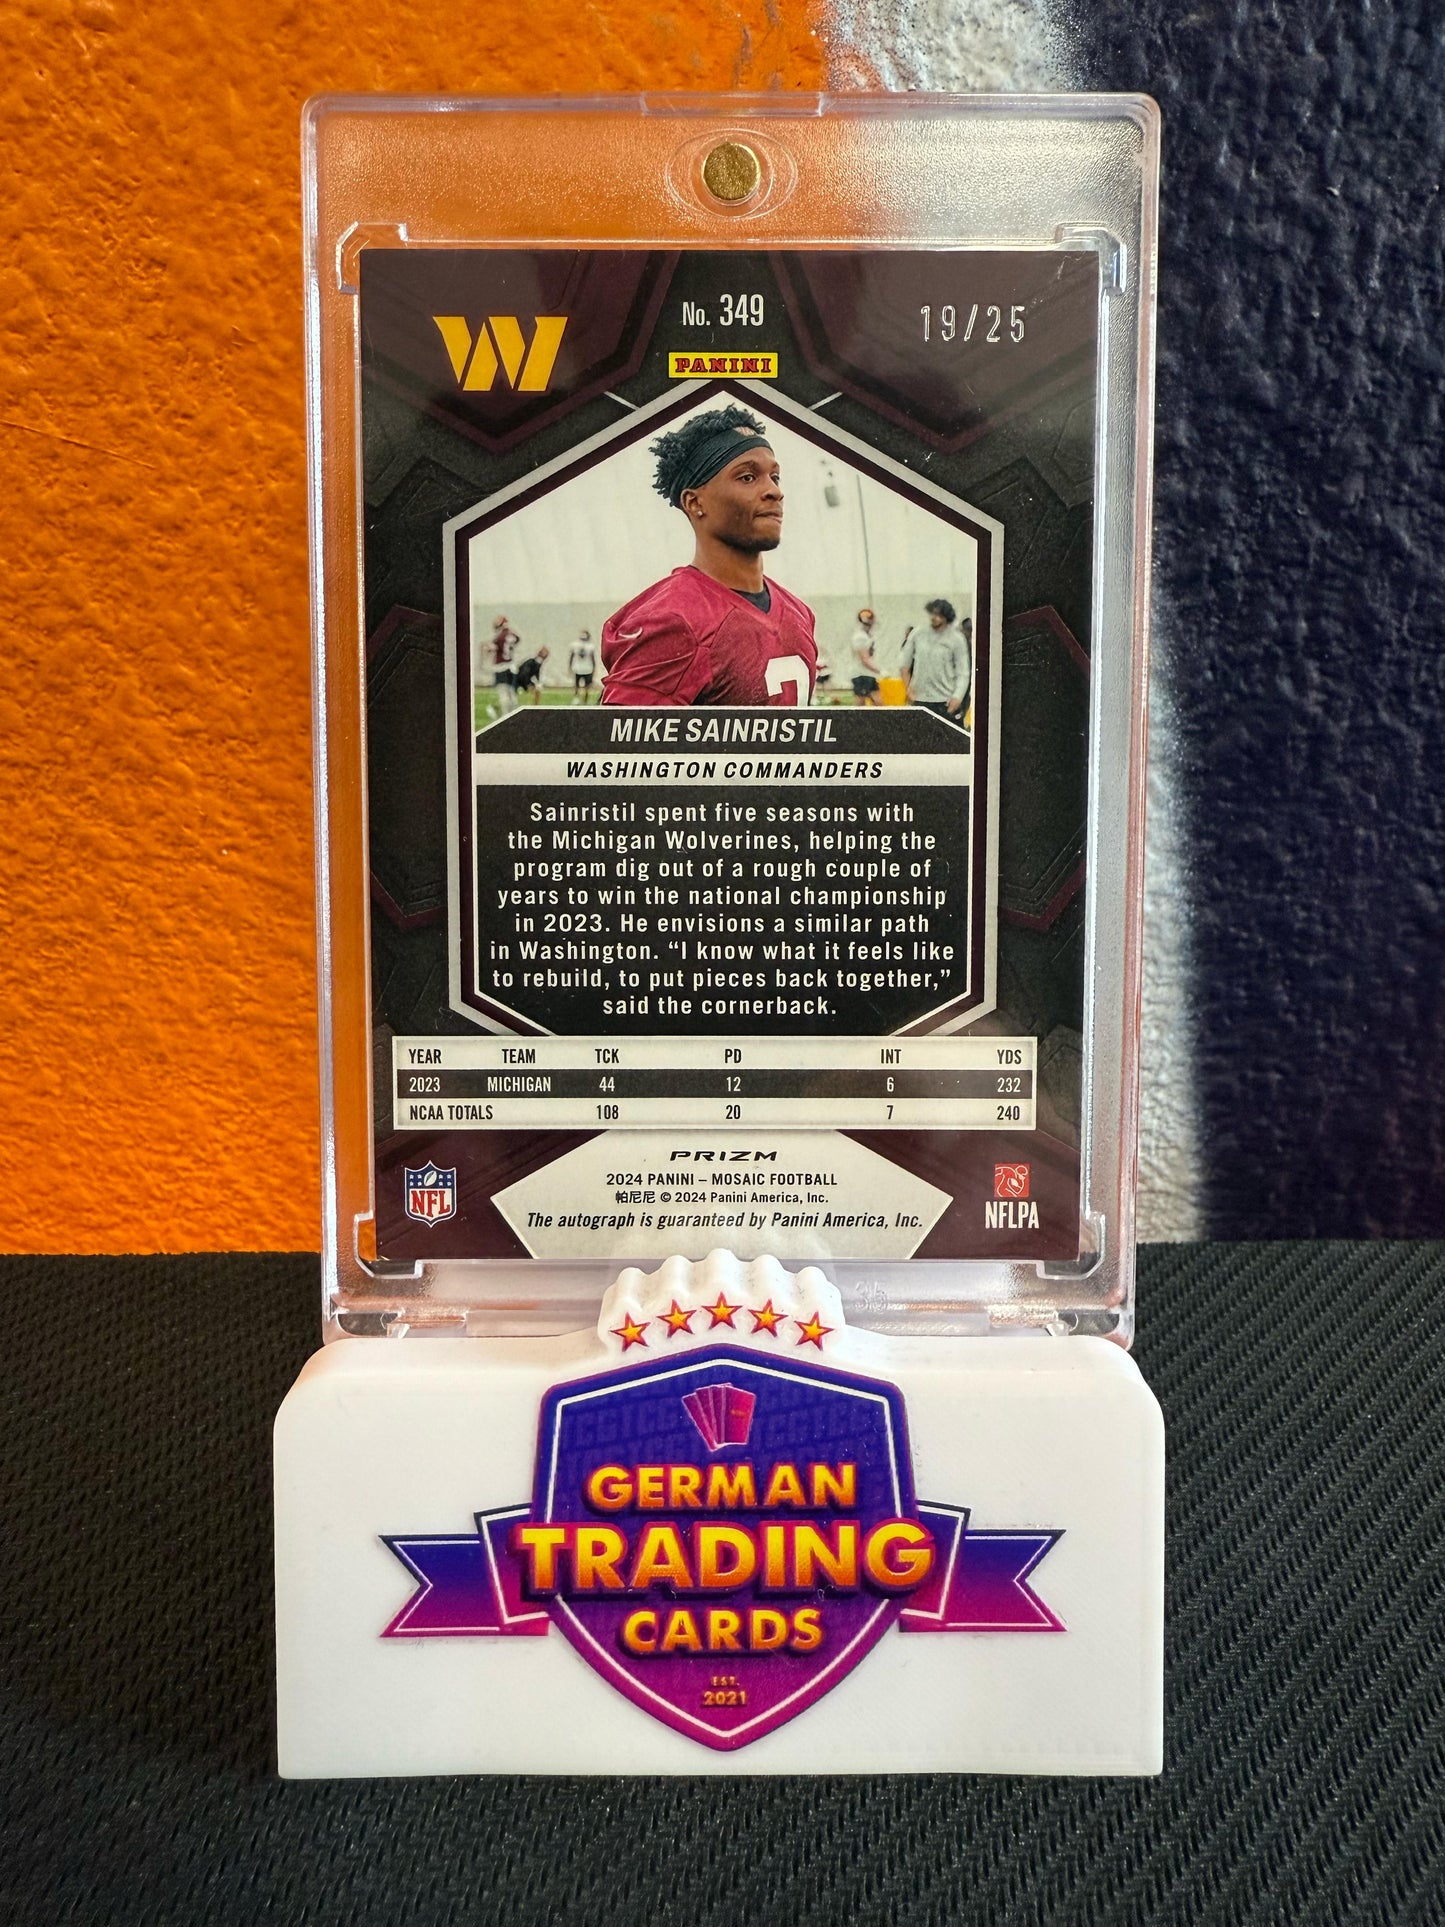 No. 349
19/25
W
PANINI
MIKE SAINRISTIL
WASHINGTON COMMANDERS
Sainristil spent five seasons with
the Michigan Wolverines, helping the
program dig out of a rough couple of
years to win the national championship
in 2023. He envisions a similar path
in Washington. “I know what it feels like
to rebuild, to put pieces back together,”
said the cornerback.
YEAR TEAM TCK PD INT YDS
2023 MICHIGAN 44 12 6 232
NCAA TOTALS 108 20 7 240
PRIZM
2024 PANINI – MOSAIC FOOTBALL
帕尼尼 © 2024 Panini America, Inc.
The autograph is guaranteed by Panini America, Inc.
NFL
NFLPA
35
GERMAN
TRADING
CARDS
EST.
2021